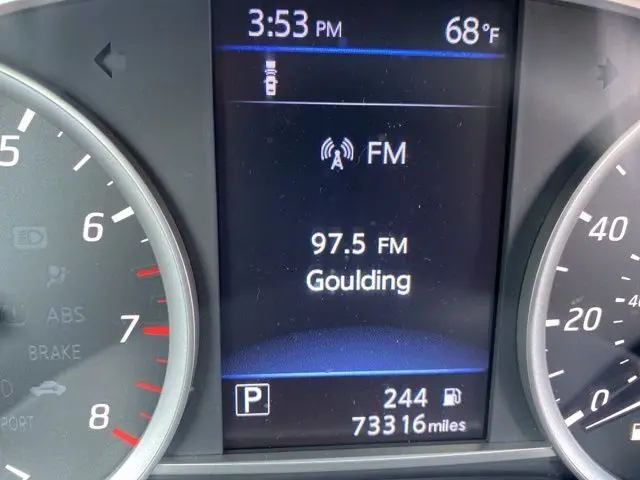 3:53 PM 68°F
FM
97.5 FM
Goulding
P 244
73316 miles
5
6
7
8
ABS
BRAKE
PORT
40
20
0